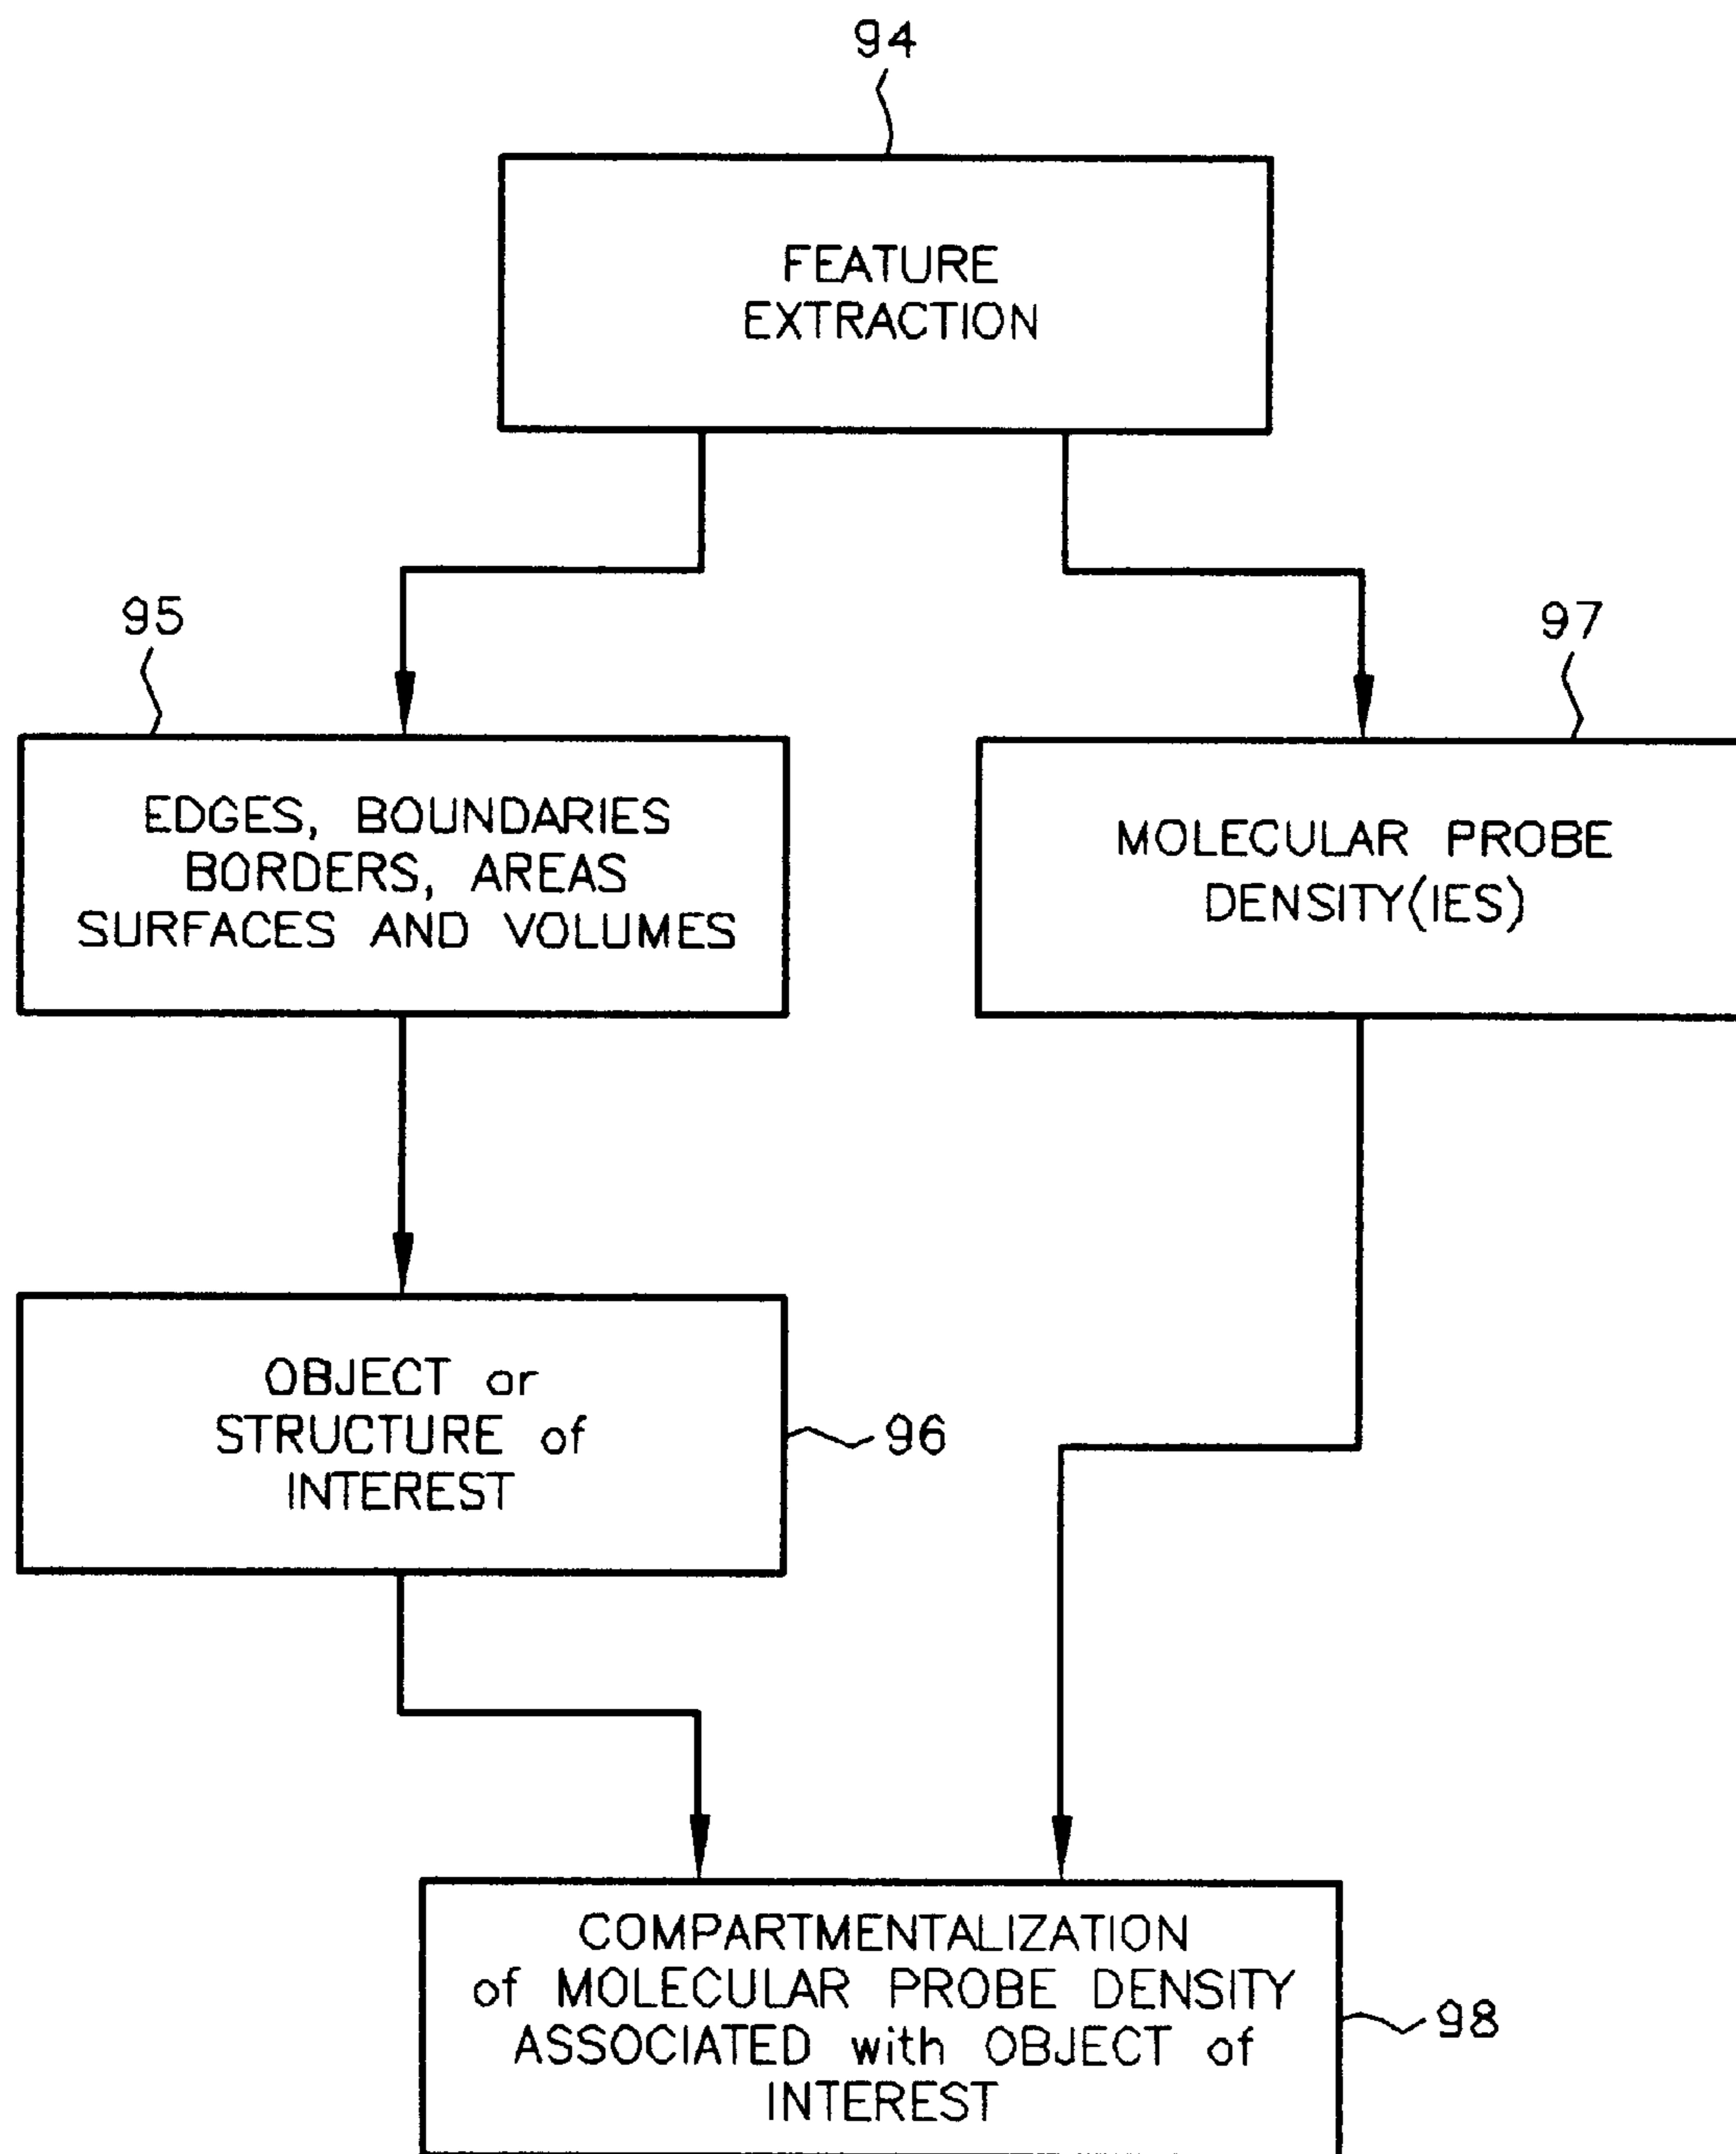 94
FEATURE
EXTRACTION
95
EDGES, BOUNDARIES
BORDERS, AREAS
SURFACES AND VOLUMES
97
MOLECULAR PROBE
DENSITY(IES)
OBJECT or
STRUCTURE of
INTEREST
96
COMPARTMENTALIZATION
of MOLECULAR PROBE DENSITY
ASSOCIATED with OBJECT of
INTEREST
98